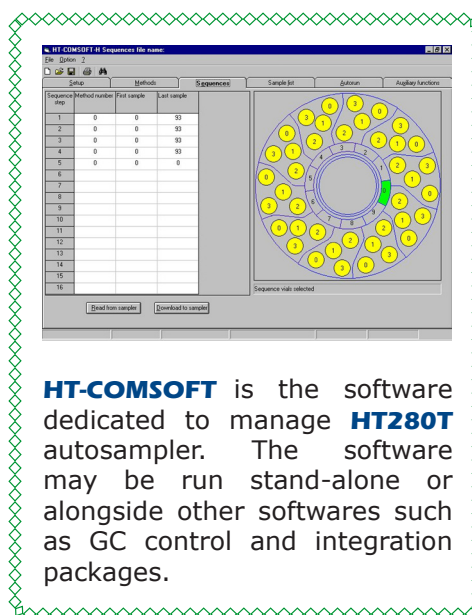 HT-COMSOFT-H Sequences file name:
File Option ?
Setup Methods Sequences Sample list Autorun Auxiliary functions
Sequence step Method number First sample Last sample
1 0 0 93
2 0 0 93
3 0 0 93
4 0 0 93
5 0 0 0
6
7
8
9
10
11
12
13
14
15
16
Sequence vials selected
Read from sampler Download to sampler
HT-COMSOFT is the software
dedicated to manage HT280T
autosampler. The software
may be run stand-alone or
alongside other softwares such
as GC control and integration
packages.